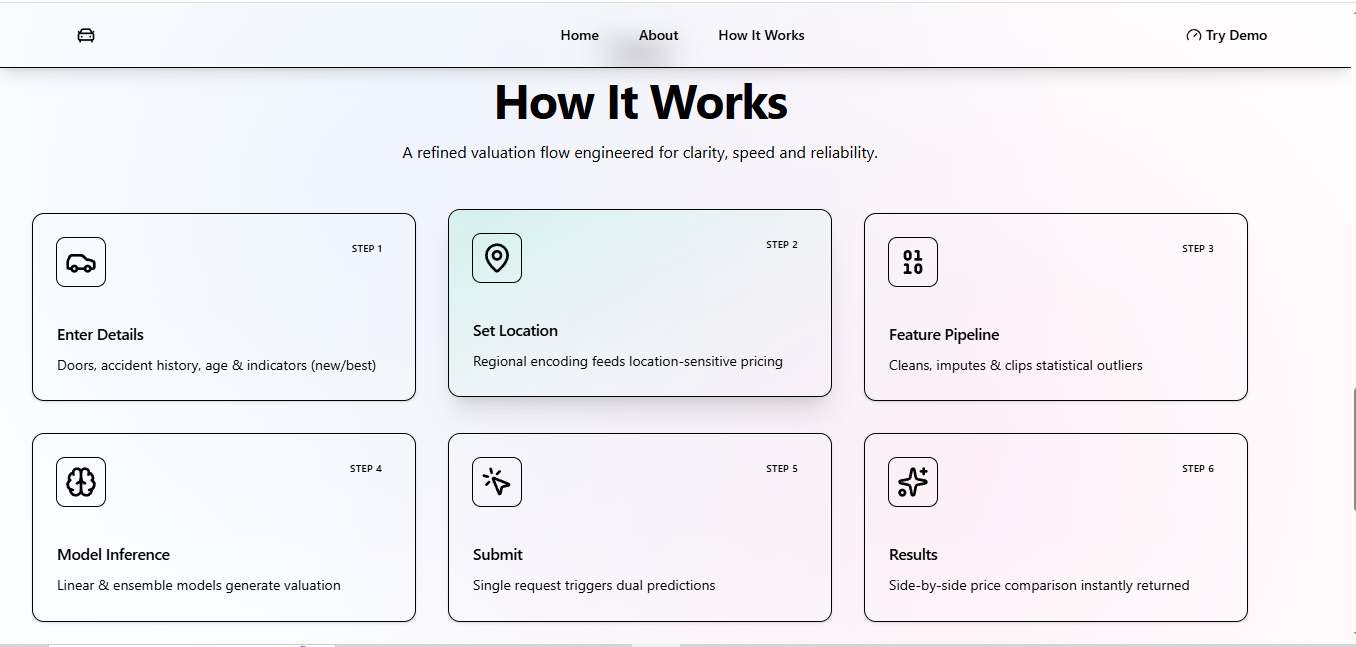 Home About How It Works Try Demo
How It Works
A refined valuation flow engineered for clarity, speed and reliability.
STEP 1
Enter Details
Doors, accident history, age & indicators (new/best)
STEP 2
Set Location
Regional encoding feeds location-sensitive pricing
01
10
STEP 3
Feature Pipeline
Cleans, imputes & clips statistical outliers
STEP 4
Model Inference
Linear & ensemble models generate valuation
STEP 5
Submit
Single request triggers dual predictions
STEP 6
Results
Side-by-side price comparison instantly returned